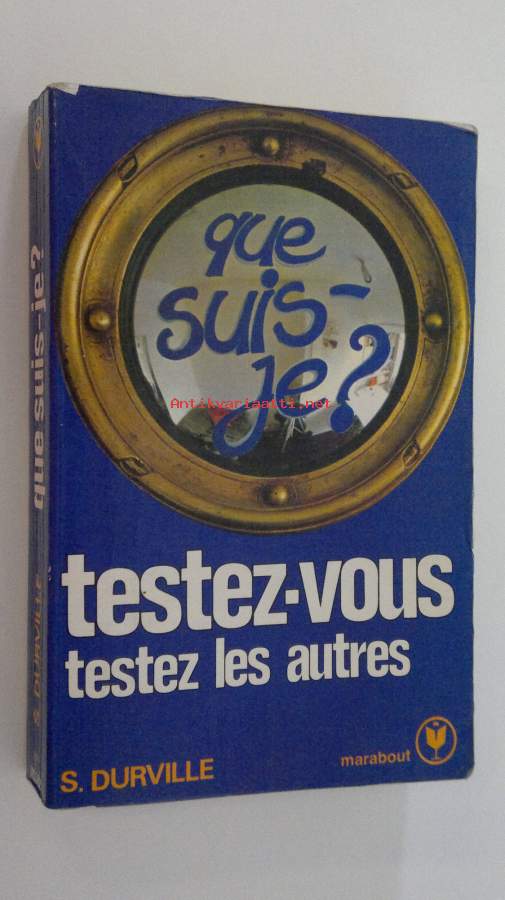 que
suis-
je?
Antikvariaatti.net
testez-vous
testez les autres
S. DURVILLE
marabout
que suis-je?
S. DURVILLE